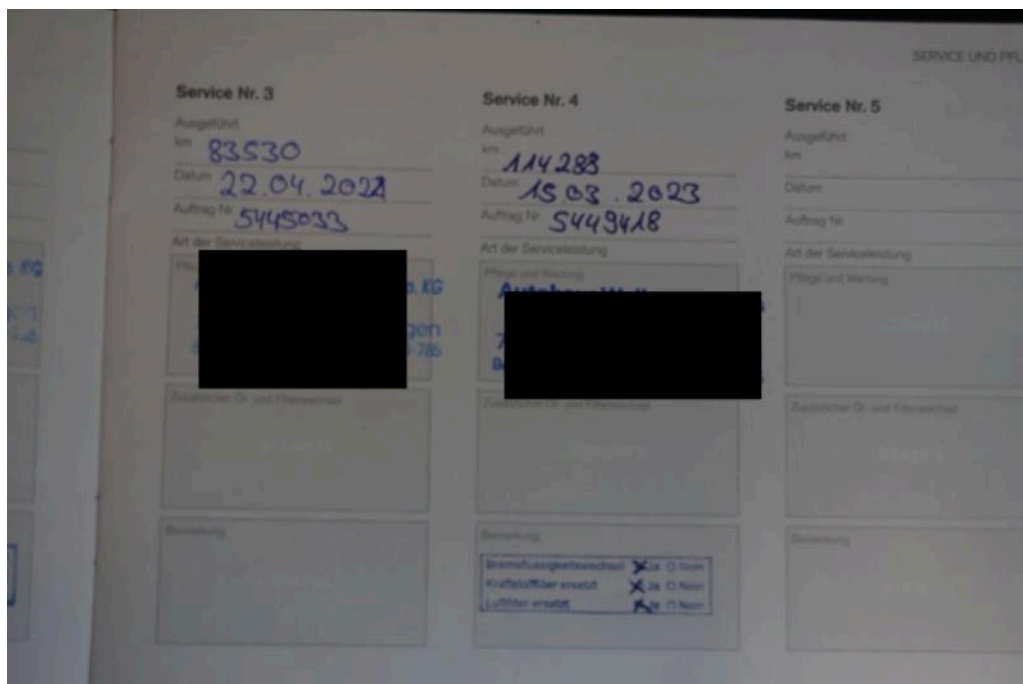 SERVICE UND PFL
Service Nr. 3
Ausgeführt
km 83530
Datum 22.04.2022
Auftrag Nr. 5445033
Art der Serviceleistung
p. KG
gen
-785
Zusätzlicher Öl- und Filterwechsel
Bemerkung
Service Nr. 4
Ausgeführt
km 114288
Datum 15.03.2023
Auftrag Nr. 5449418
Art der Serviceleistung
Pflege und Wartung
Zusätzlicher Öl- und Filterwechsel
Bemerkung
Bremsflüssigkeitswechsel Ja O Nein
Kraftstofffilter ersetzt Ja O Nein
Luftfilter ersetzt Ja O Nein
Service Nr. 5
Ausgeführt
km
Datum
Auftrag Nr.
Art der Serviceleistung
Pflege und Wartung
Zusätzlicher Öl- und Filterwechsel
Bemerkung